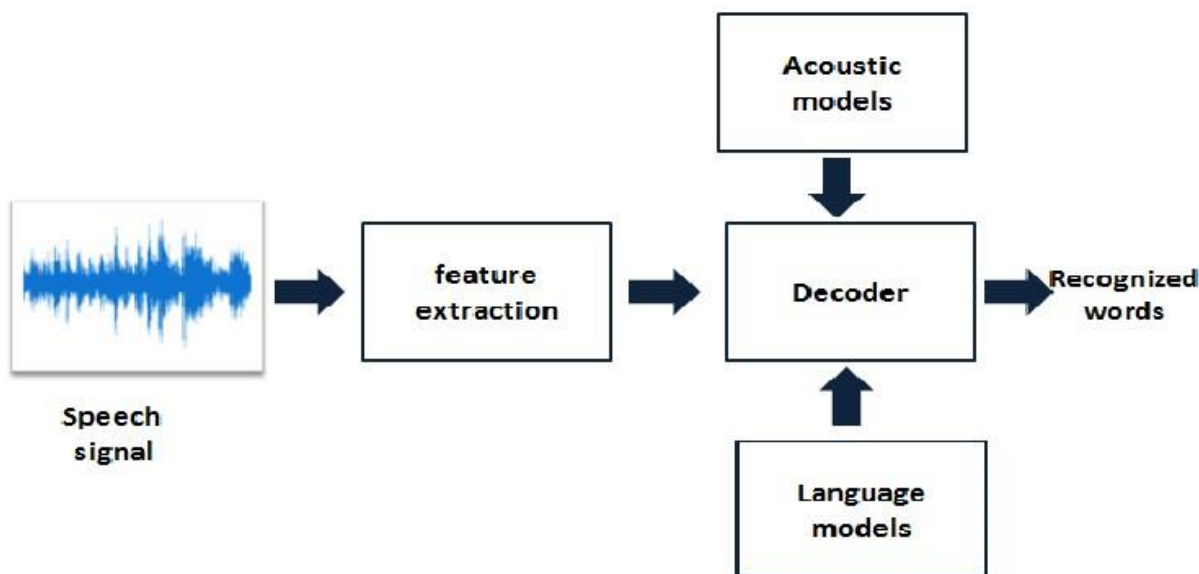 Acoustic
models
Speech
signal
feature
extraction
Decoder
Recognized
words
Language
models